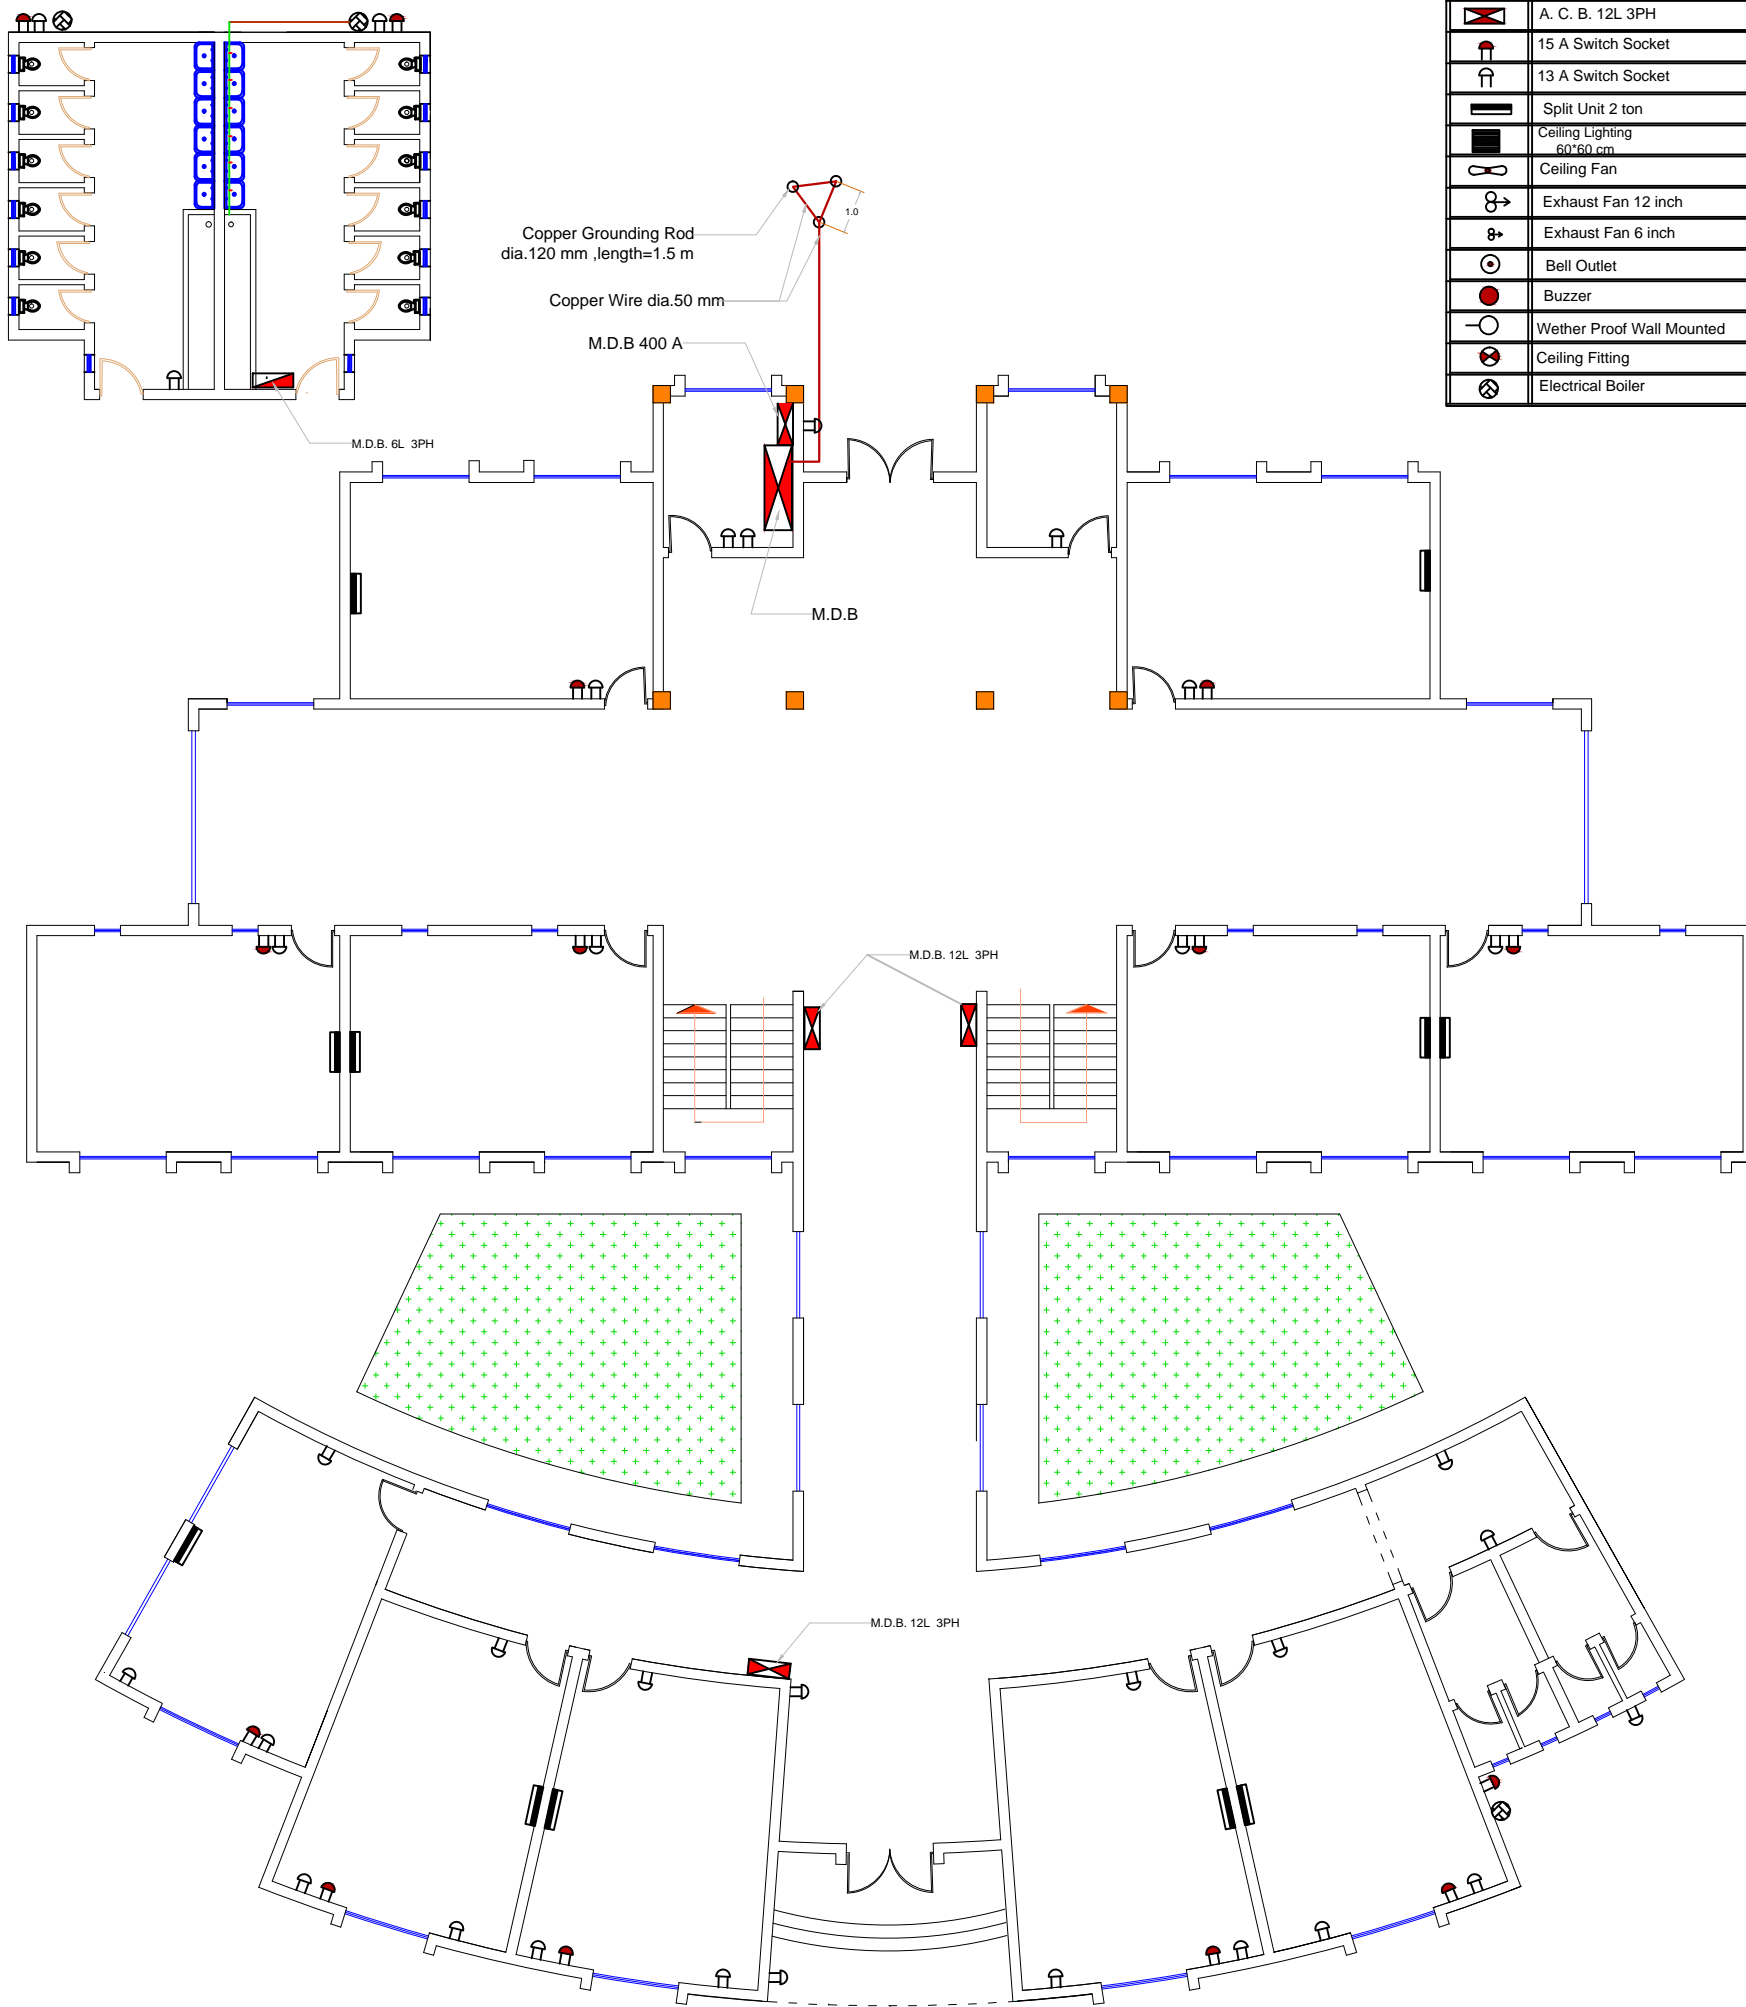 A. C. B. 12L 3PH
15 A Switch Socket
13 A Switch Socket
Split Unit 2 ton
Ceiling Lighting
60*60 cm
Ceiling Fan
Exhaust Fan 12 inch
Exhaust Fan 6 inch
Bell Outlet
Buzzer
Wether Proof Wall Mounted
Ceiling Fitting
Electrical Boiler
1.0
Copper Grounding Rod
dia.120 mm ,length=1.5 m
Copper Wire dia.50 mm
M.D.B 400 A
M.D.B. 6L 3PH
M.D.B
M.D.B. 12L 3PH
M.D.B. 12L 3PH